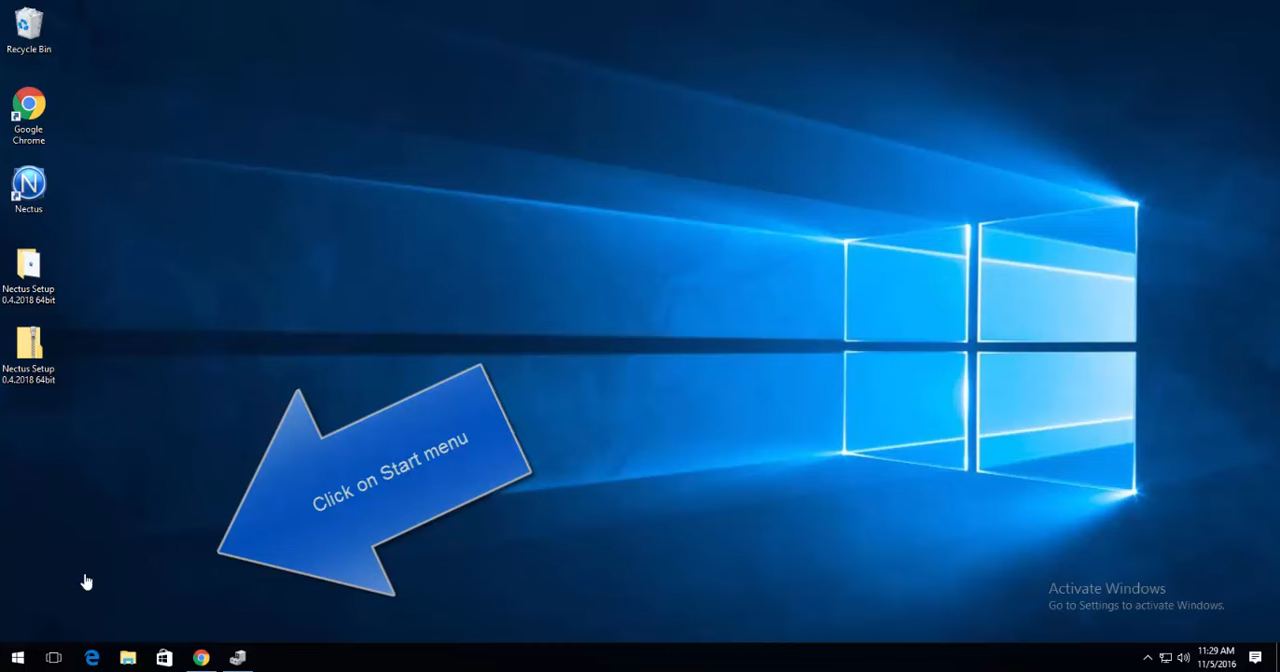 Recycle Bin
Google
Chrome
N
Nectus
Nectus Setup
0.4.2018 64bit
Nectus Setup
0.4.2018 64bit
Click on Start menu
Activate Windows
Go to Settings to activate Windows.
11:29 AM
11/5/2016